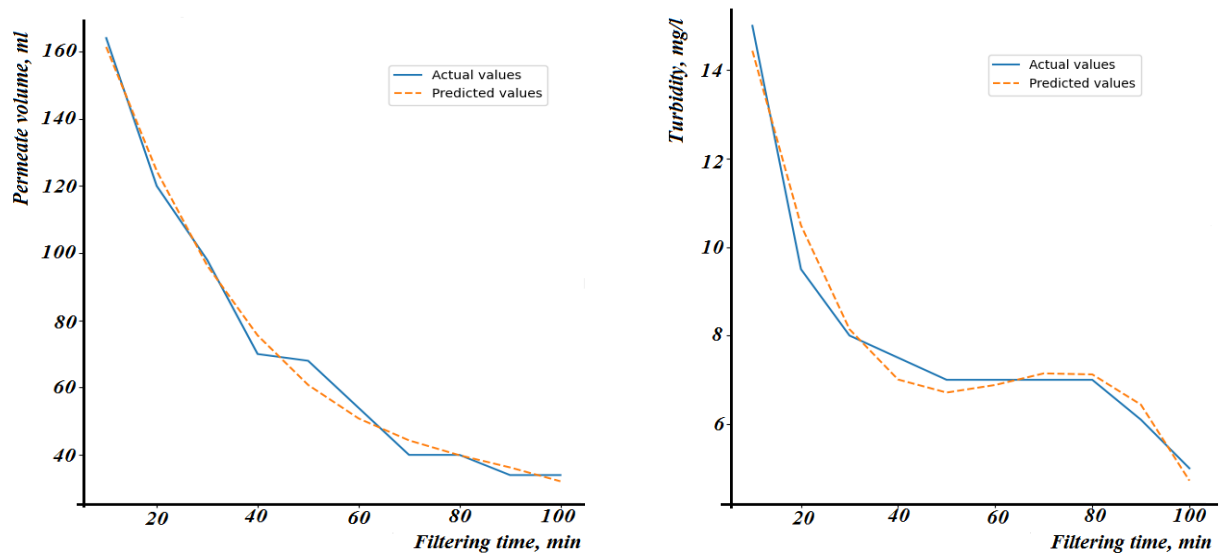 Permeate volume, ml
160
140
120
100
80
60
40
20 40 60 80 100
Filtering time, min
Actual values
Predicted values
Turbidity, mg/l
14
12
10
8
6
20 40 60 80 100
Filtering time, min
Actual values
Predicted values